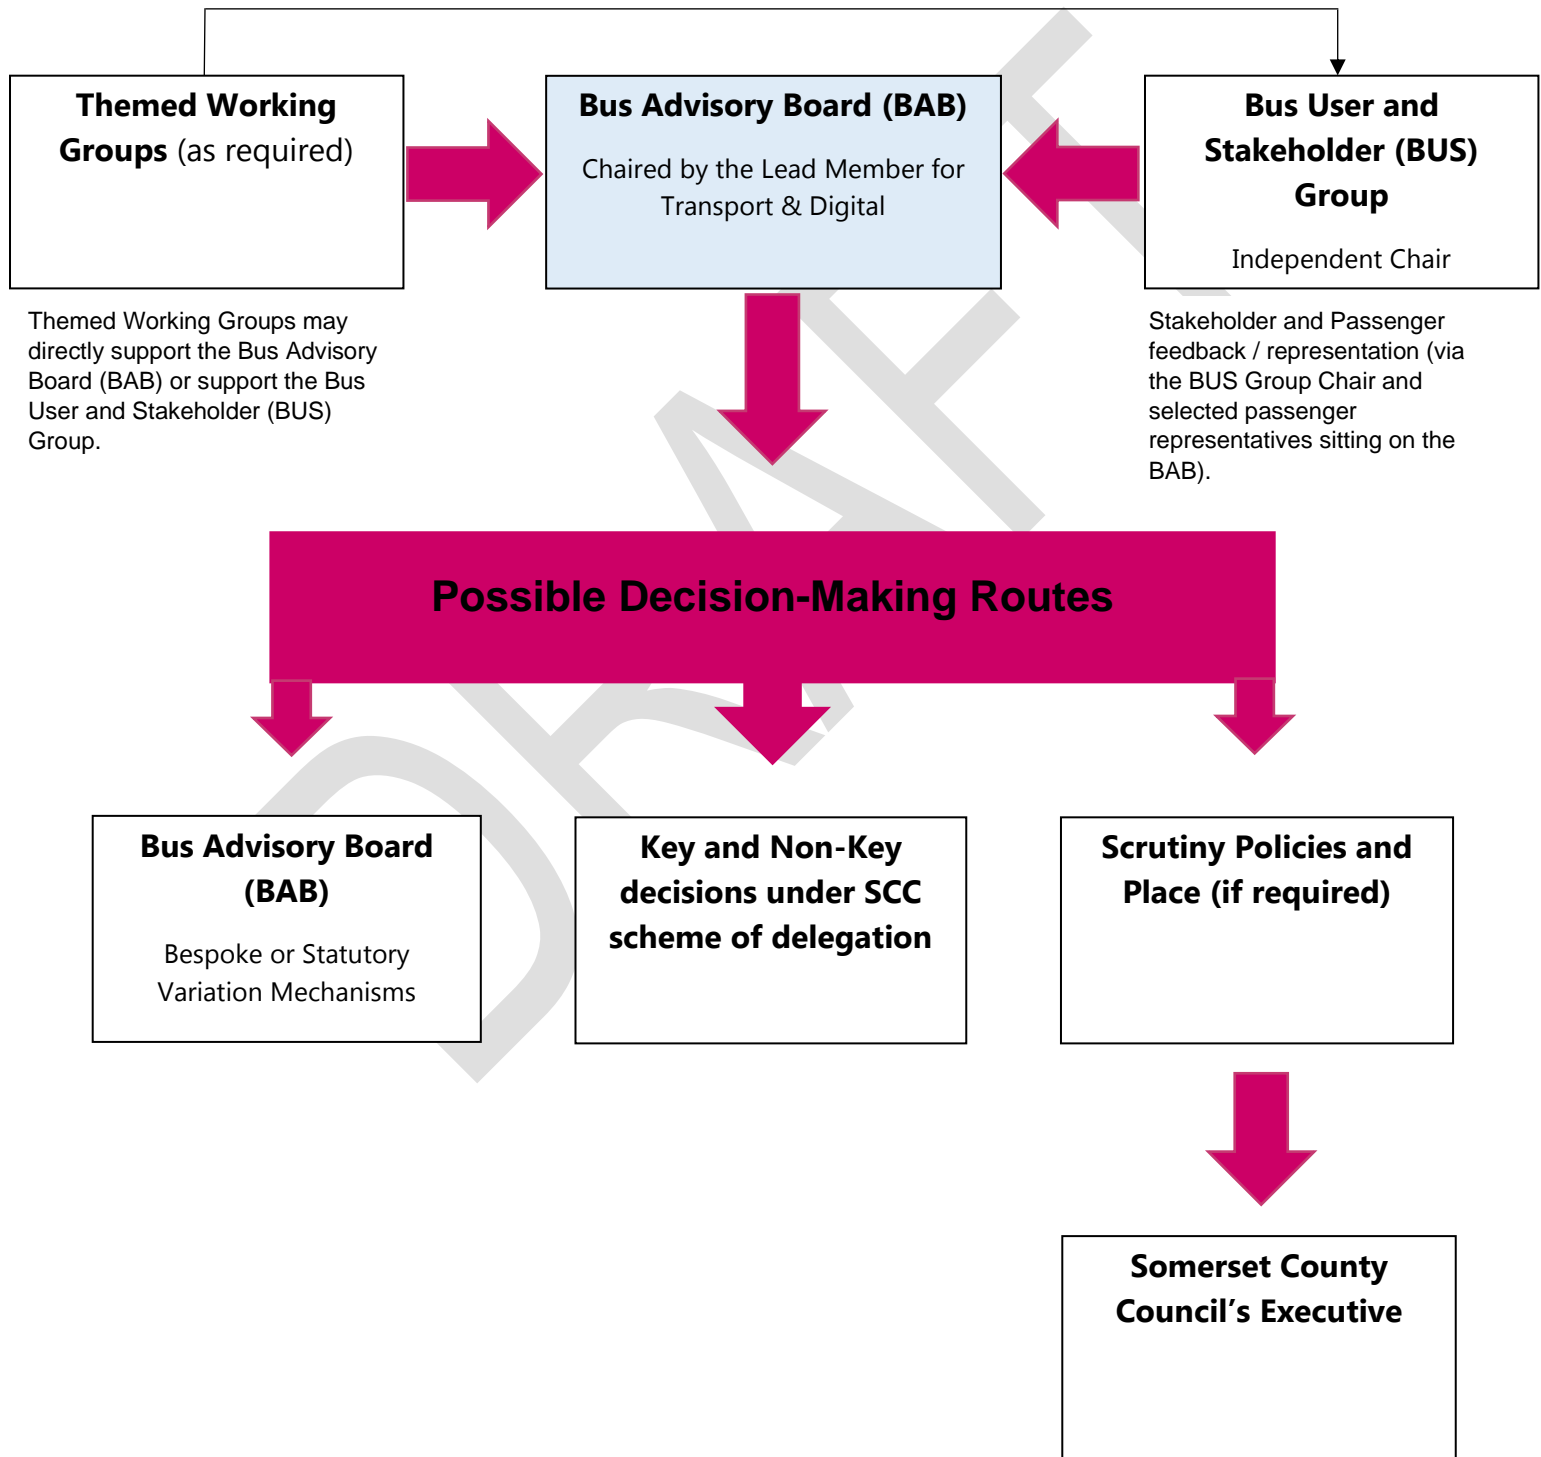 Themed Working
Groups (as required)
Bus Advisory Board (BAB)
Chaired by the Lead Member for
Transport & Digital
Bus User and
Stakeholder (BUS)
Group
Independent Chair
Themed Working Groups may
directly support the Bus Advisory
Board (BAB) or support the Bus
User and Stakeholder (BUS)
Group.
Stakeholder and Passenger
feedback / representation (via
the BUS Group Chair and
selected passenger
representatives sitting on the
BAB).
DRAFT
Possible Decision-Making Routes
Bus Advisory Board
(BAB)
Bespoke or Statutory
Variation Mechanisms
Key and Non-Key
decisions under SCC
scheme of delegation
Scrutiny Policies and
Place (if required)
Somerset County
Council’s Executive